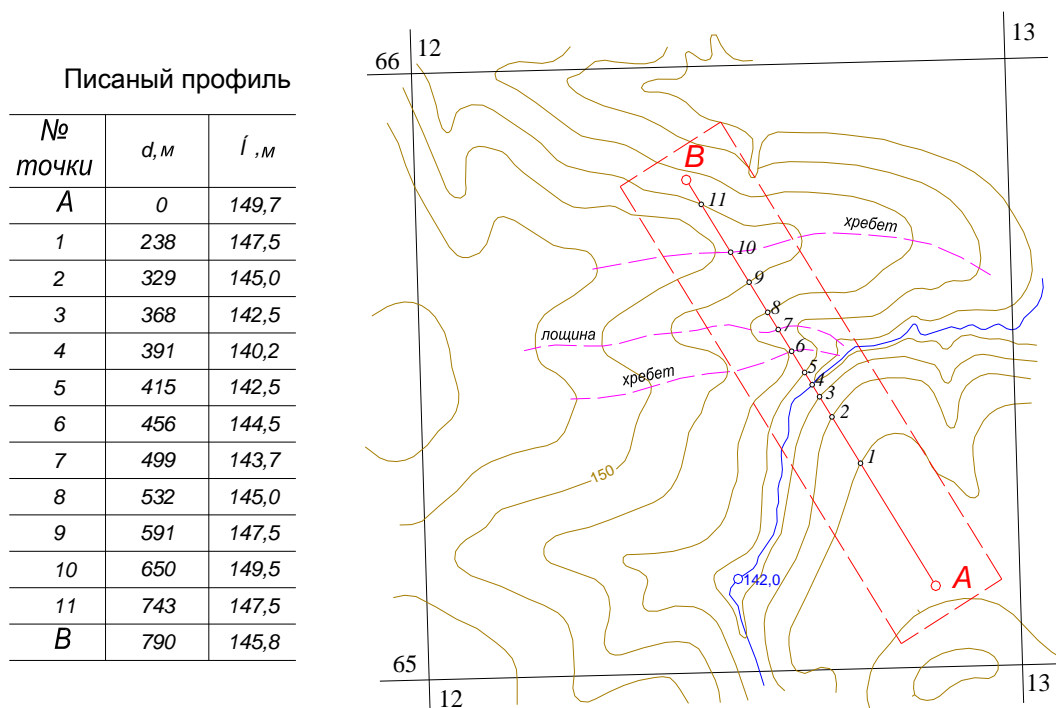 Писаный профиль
№ точки d, м Í , м
A 0 149,7
1 238 147,5
2 329 145,0
3 368 142,5
4 391 140,2
5 415 142,5
6 456 144,5
7 499 143,7
8 532 145,0
9 591 147,5
10 650 149,5
11 743 147,5
B 790 145,8
66 12
13
B
11
10
хребет
9
8
7
лощина
6
хребет
5
4
3
2
1
150
142,0
A
65
12
13